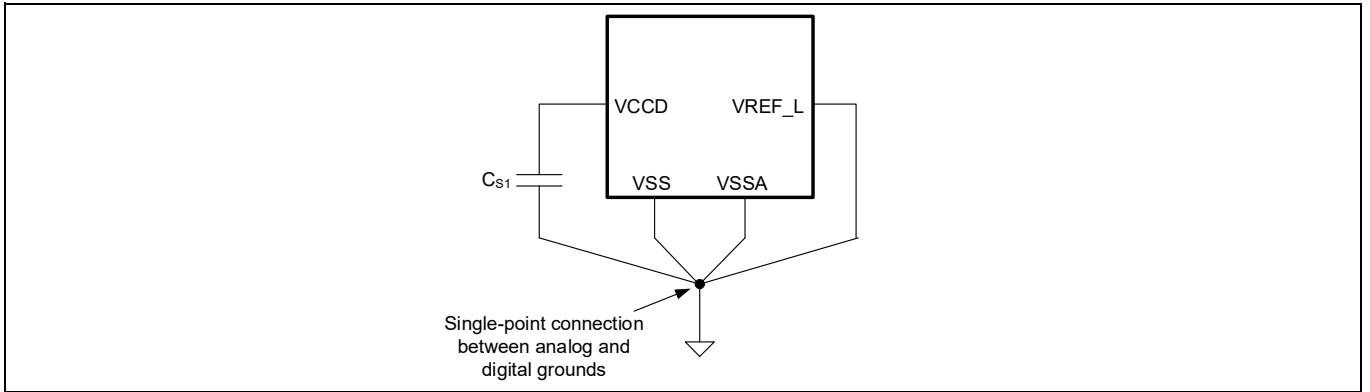 VCCD
VREF_L
CS1
VSS
VSSA
Single-point connection
between analog and
digital grounds